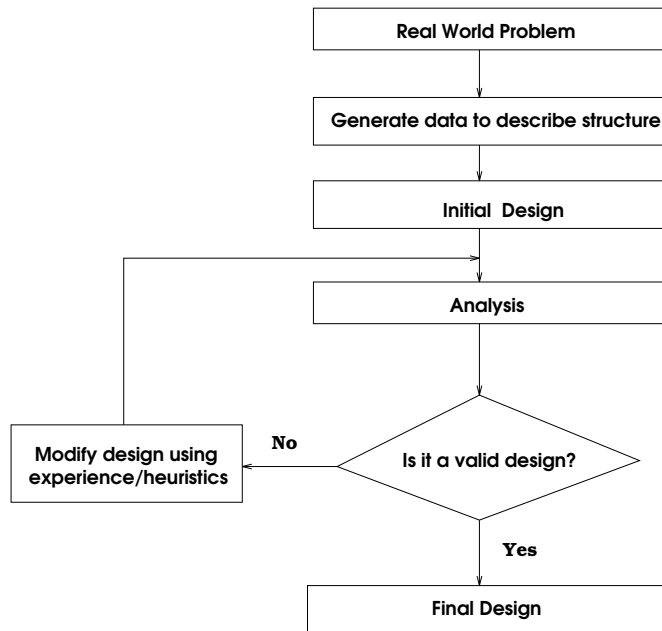 Real World Problem
Generate data to describe structure
Initial Design
Analysis
Is it a valid design?
No
Modify design using
experience/heuristics
Yes
Final Design